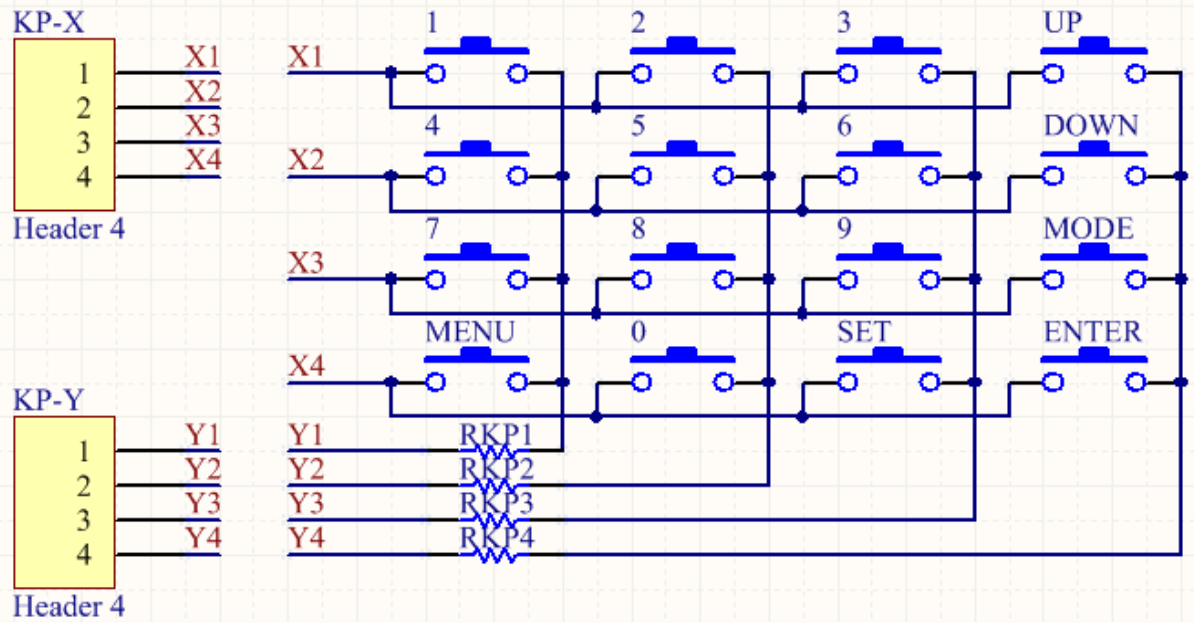 KP-X
1
2
3
UP
1
X1
X1
2
X2
3
X3
4
5
6
DOWN
4
X4
X2
Header 4
7
8
9
MODE
X3
MENU
0
SET
ENTER
X4
KP-Y
1
Y1
Y1
RKP1
2
Y2
Y2
RKP2
3
Y3
Y3
RKP3
4
Y4
Y4
RKP4
Header 4